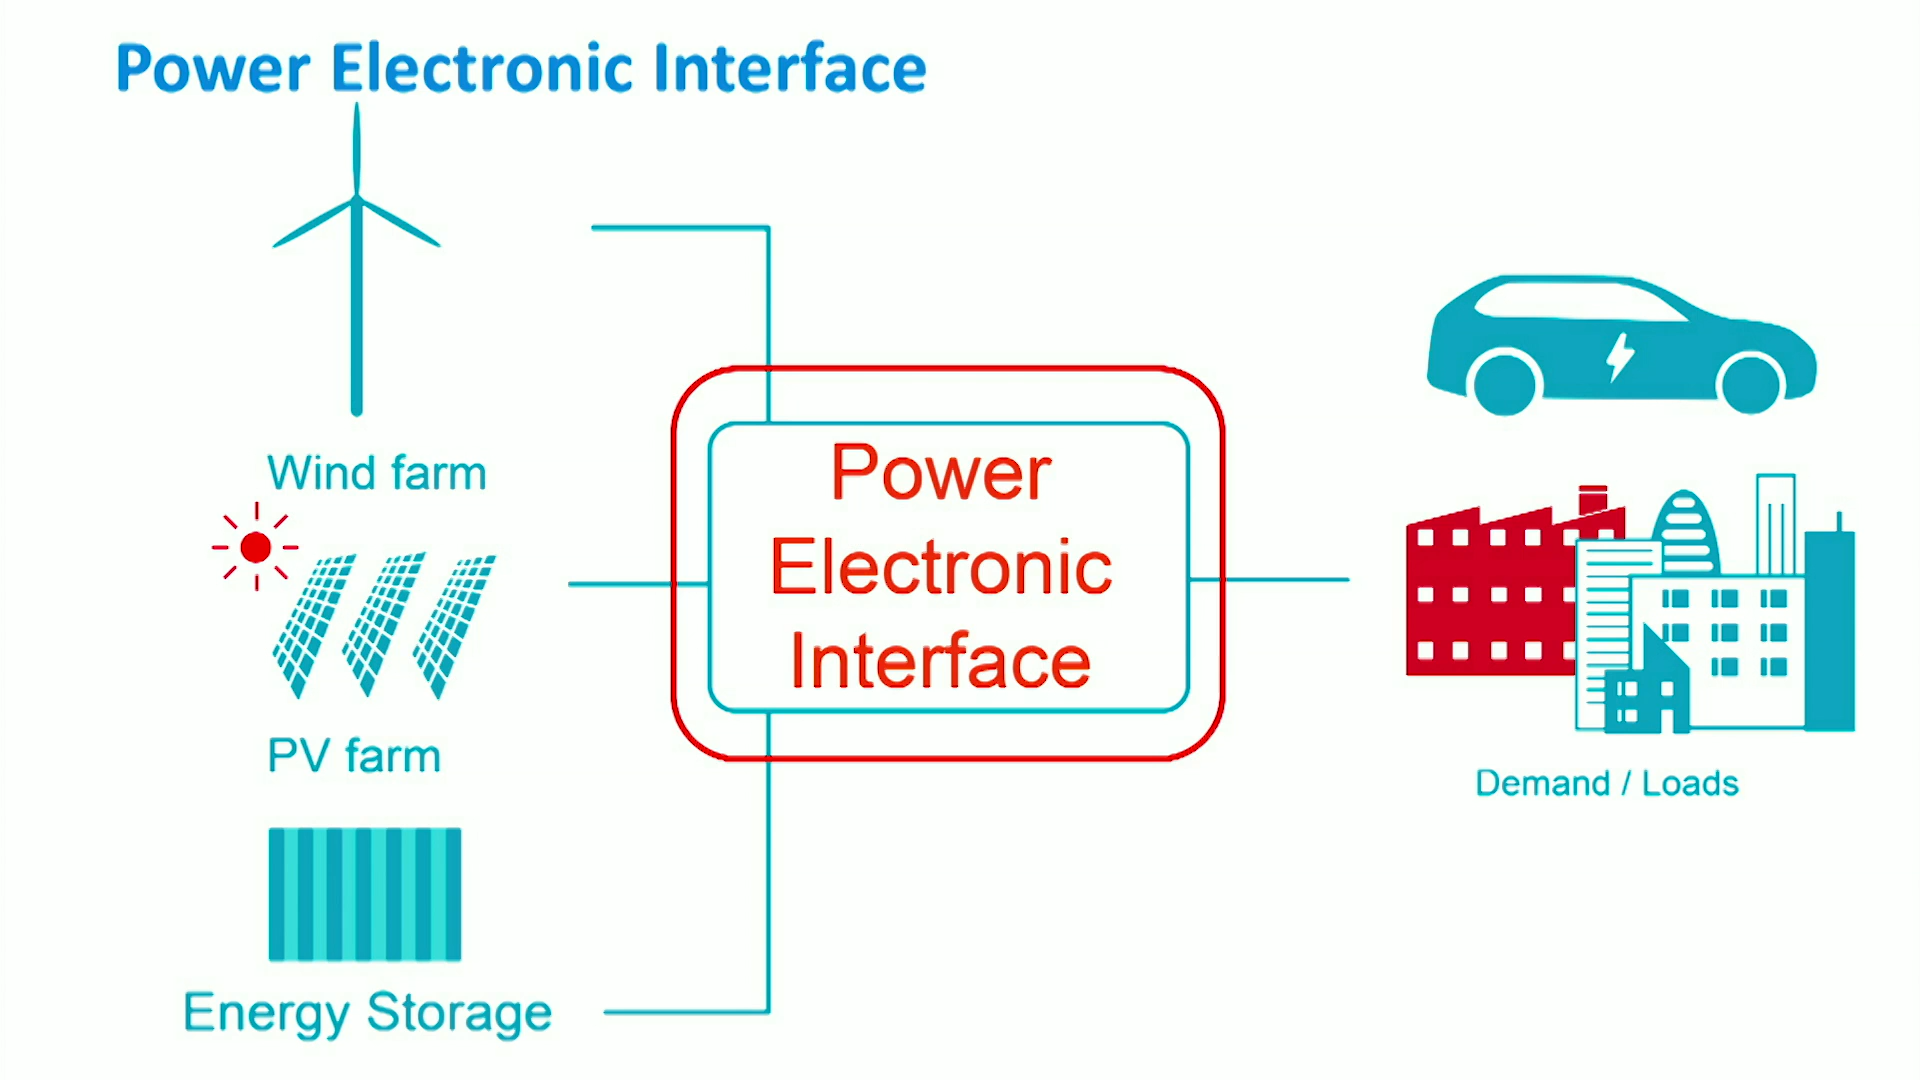 Power Electronic Interface
Wind farm
PV farm
Energy Storage
Power
Electronic
Interface
Demand / Loads